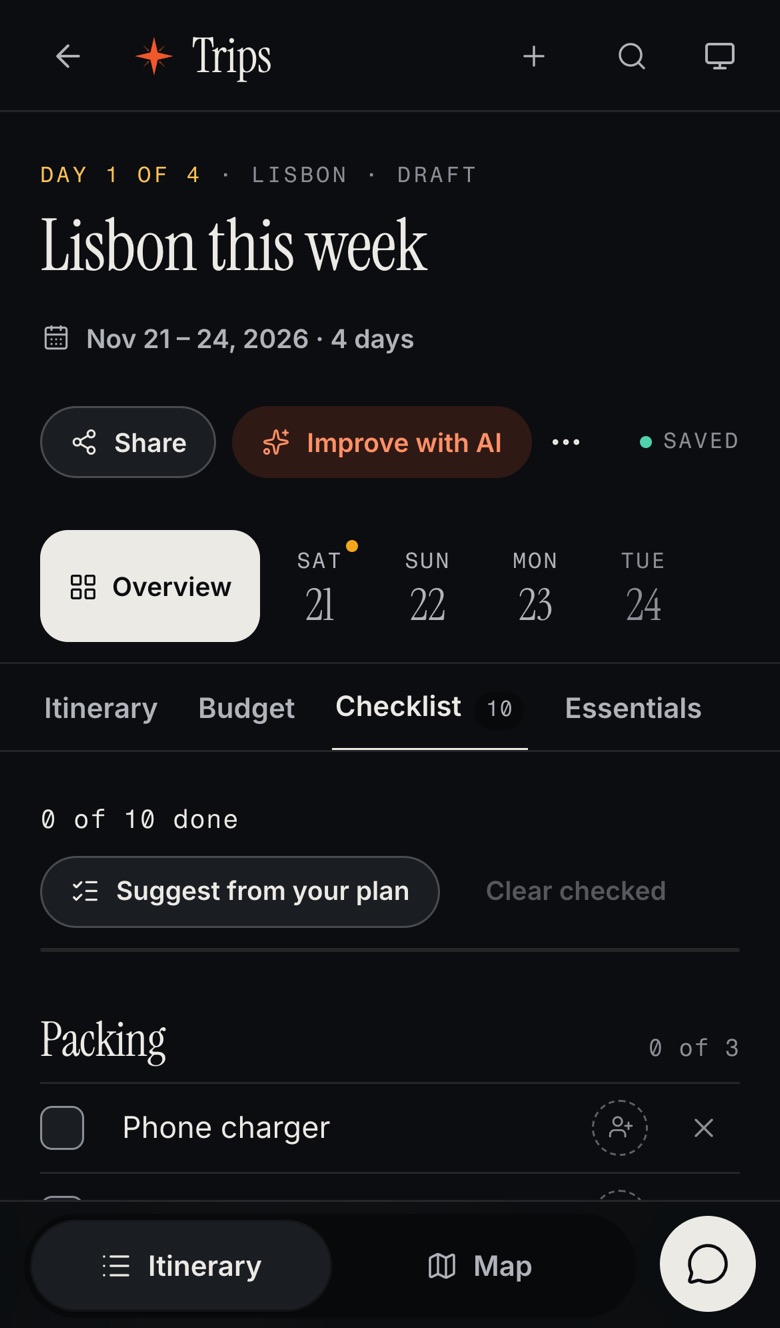 Trips
DAY 1 OF 4 · LISBON · DRAFT
Lisbon this week
Nov 21 – 24, 2026 · 4 days
Share
Improve with AI
SAVED
Overview
SAT
21
SUN
22
MON
23
TUE
24
Itinerary
Budget
Checklist 10
Essentials
0 of 10 done
Suggest from your plan
Clear checked
Packing
0 of 3
Phone charger
Itinerary
Map